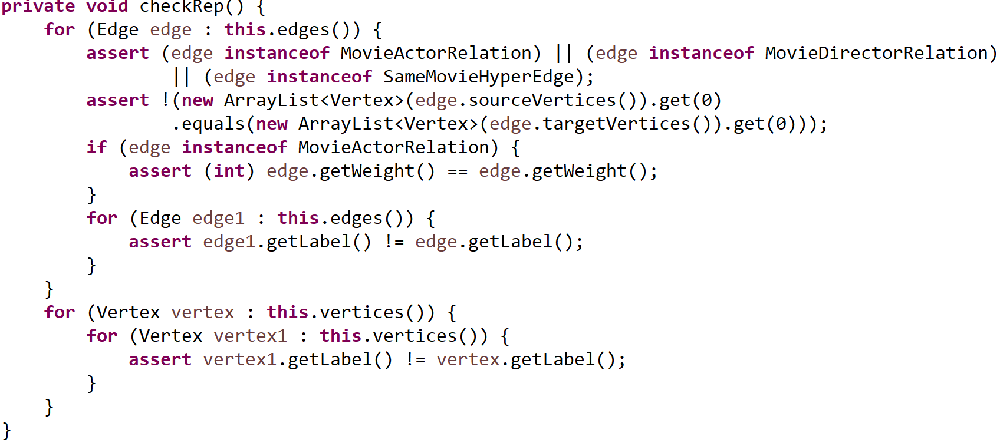 private void checkRep() {
    for (Edge edge : this.edges()) {
        assert (edge instanceof MovieActorRelation) || (edge instanceof MovieDirectorRelation)
                || (edge instanceof SameMovieHyperEdge);
        assert !(new ArrayList<Vertex>(edge.sourceVertices()).get(0)
                .equals(new ArrayList<Vertex>(edge.targetVertices()).get(0)));
        if (edge instanceof MovieActorRelation) {
            assert (int) edge.getWeight() == edge.getWeight();
        }
        for (Edge edge1 : this.edges()) {
            assert edge1.getLabel() != edge.getLabel();
        }
    }
    for (Vertex vertex : this.vertices()) {
        for (Vertex vertex1 : this.vertices()) {
            assert vertex1.getLabel() != vertex.getLabel();
        }
    }
}